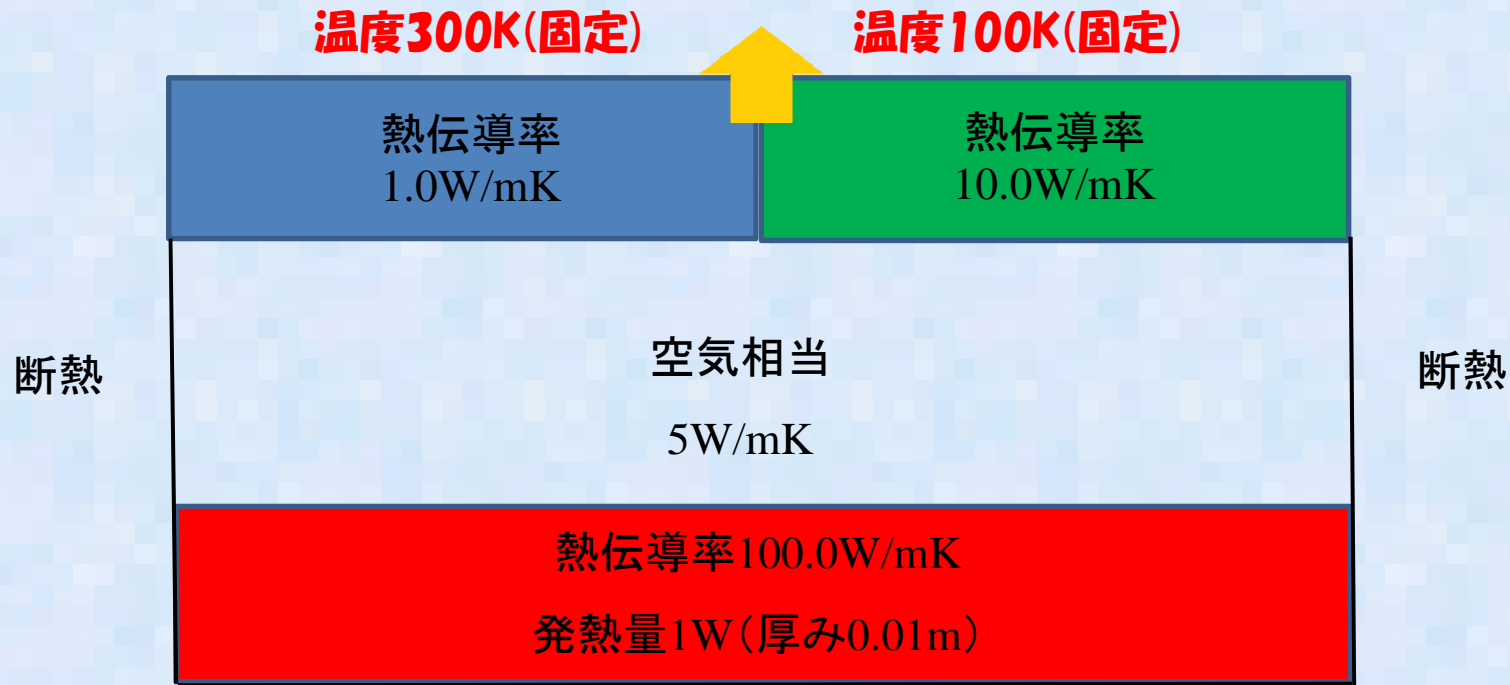 温度300K(固定)
温度100K(固定)
熱伝導率
1.0W/mK
熱伝導率
10.0W/mK
断熱
空気相当
5W/mK
断熱
熱伝導率100.0W/mK
発熱量1W（厚み0.01m）